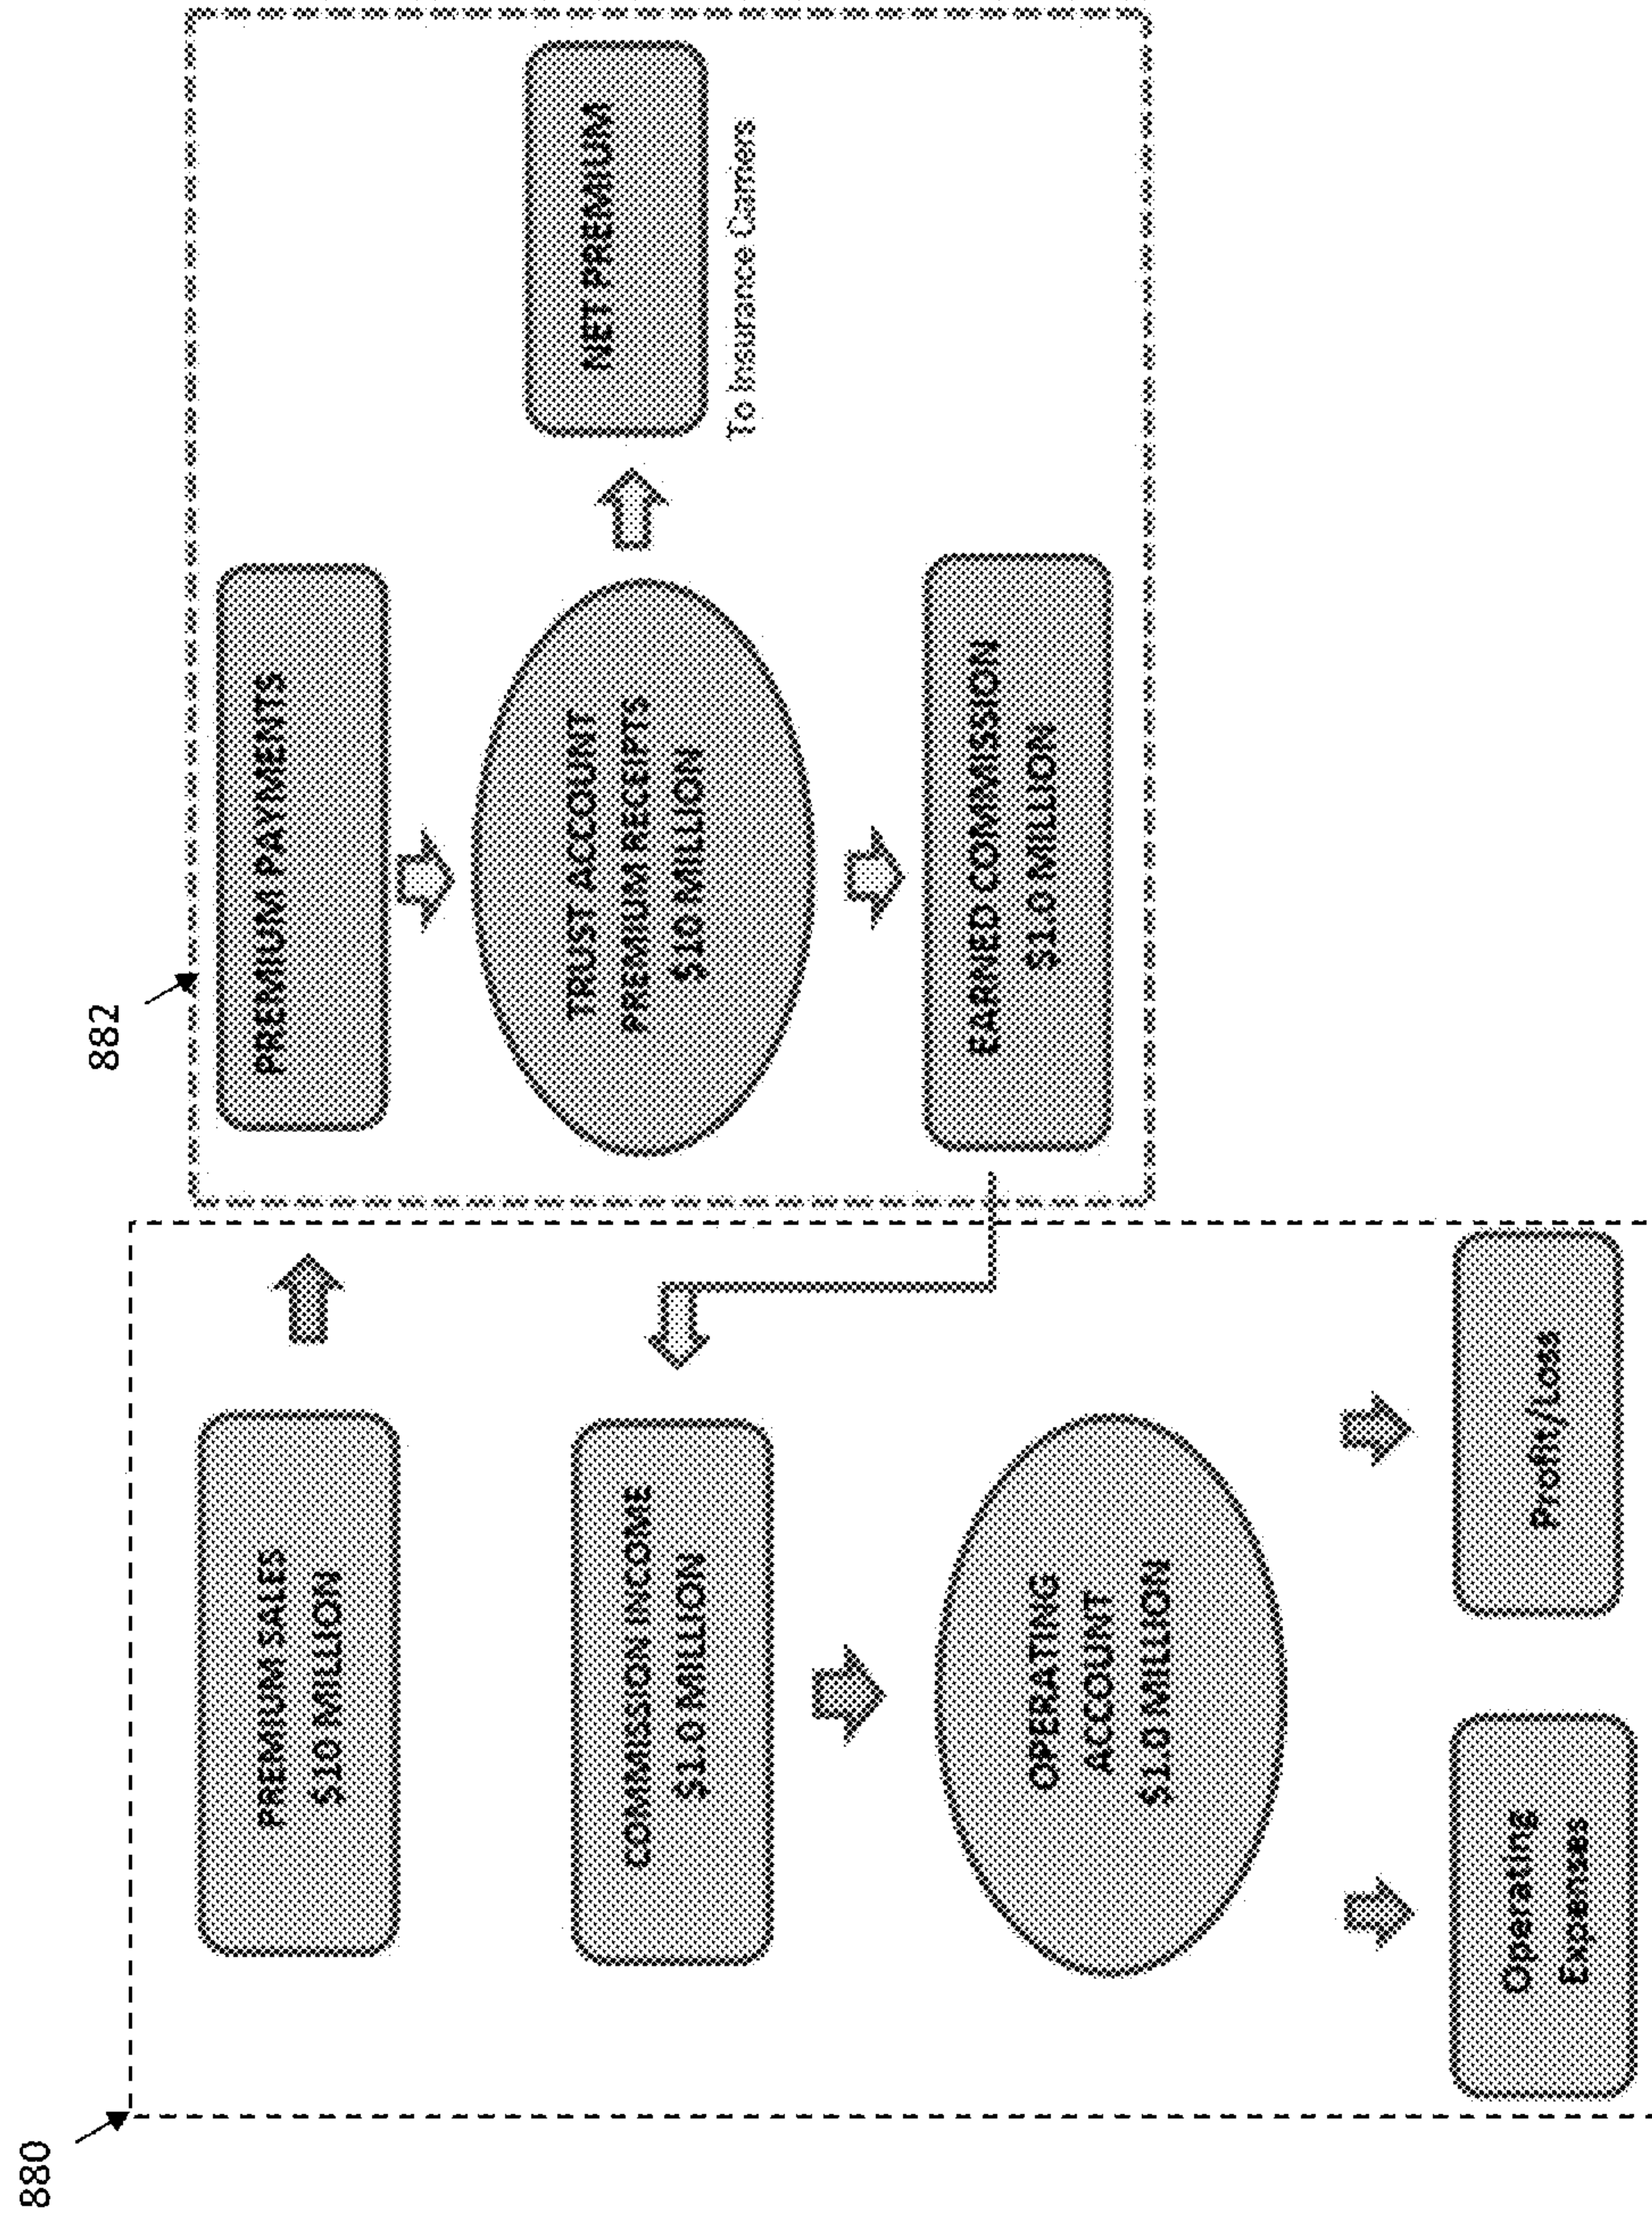 880
PREMIUM SALES
$10 MILLION
COMMISSION INCOME
$1.0 MILLION
OPERATING
ACCOUNT
$1.0 MILLION
Operating
Expenses
Profit/Loss
882
PREMIUM PAYMENTS
TRUST ACCOUNT
PREMIUM RECEIPTS
$10 MILLION
EARNED COMMISSION
$1.0 MILLION
NET PREMIUM
To Insurance Carriers